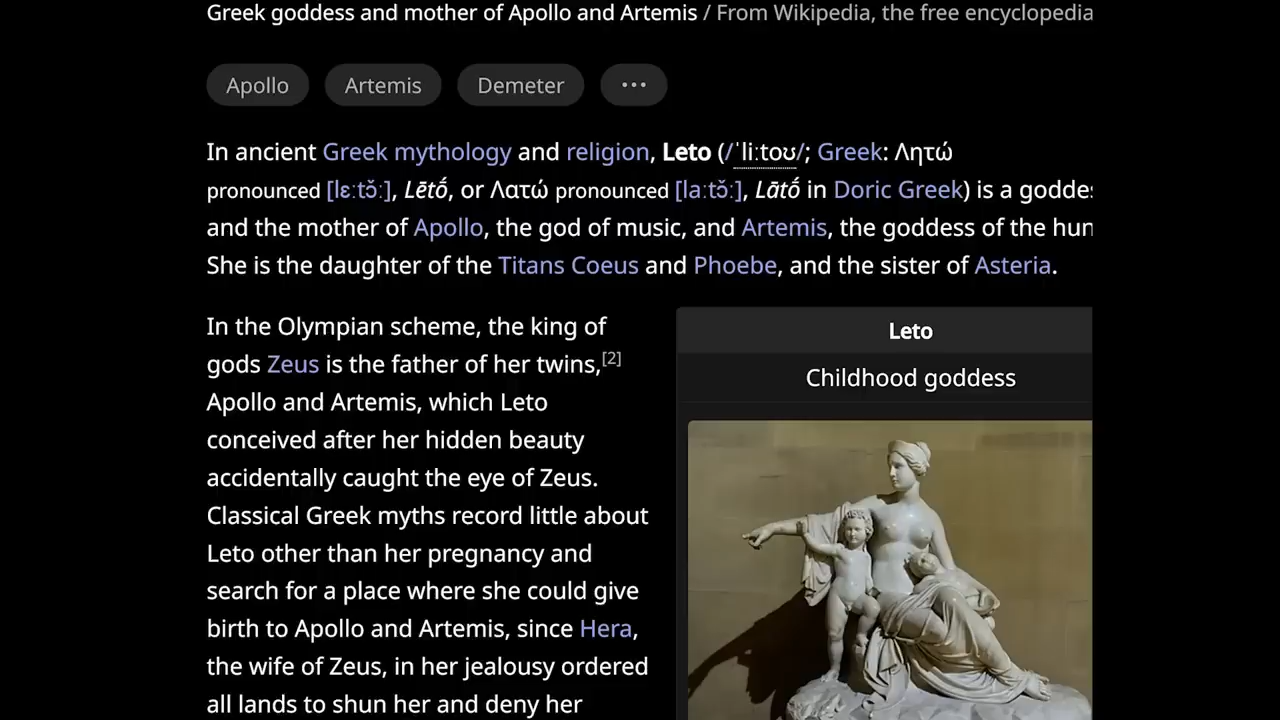 Greek goddess and mother of Apollo and Artemis / From Wikipedia, the free encyclopedia
Apollo
Artemis
Demeter
•••
In ancient Greek mythology and religion, Leto (/ˈliːtoʊ/; Greek: Λητώ
pronounced [lɛːtɔ̌ː], Lētṓ, or Λατώ pronounced [laːtɔ̌ː], Lātṓ in Doric Greek) is a
and the mother of Apollo, the god of music, and Artemis, the goddess of the
She is the daughter of the Titans Coeus and Phoebe, and the sister of Asteria.
In the Olympian scheme, the king of
gods Zeus is the father of her twins,[2]
Apollo and Artemis, which Leto
conceived after her hidden beauty
accidentally caught the eye of Zeus.
Classical Greek myths record little about
Leto other than her pregnancy and
search for a place where she could give
birth to Apollo and Artemis, since Hera,
the wife of Zeus, in her jealousy ordered
all lands to shun her and deny her
Leto
Childhood goddess